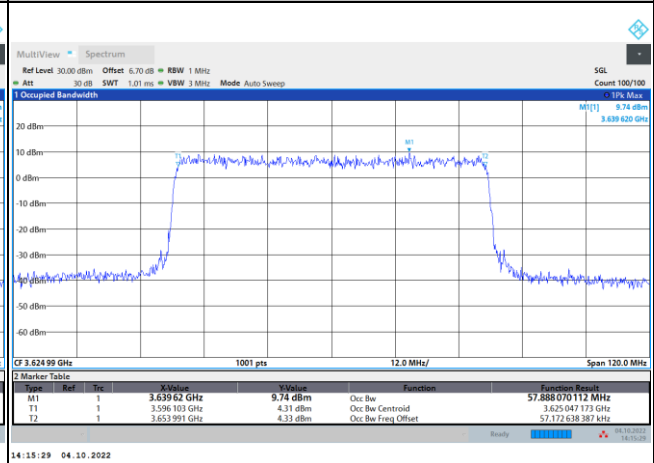 MultiView Spectrum
Ref Level 30.00 dBm Offset 6.70 dB RBW 1 MHz SGL
Att 30 dB SWT 1.01 ms VBW 3 MHz Mode Auto Sweep Count 100/100
1 Occupied Bandwidth 1Pk Max
M1[1] 9.74 dBm
3.639 620 GHz
20 dBm
M1
10 dBm
T1 T2
0 dBm
-10 dBm
-20 dBm
-30 dBm
-40 dBm
-50 dBm
-60 dBm
CF 3.624 99 GHz 1001 pts 12.0 MHz/ Span 120.0 MHz
2 Marker Table
Type Ref Trc X-Value Y-Value Function Function Result
M1 1 3.639 62 GHz 9.74 dBm Occ Bw 57.888 070 112 MHz
T1 1 3.596 103 GHz 4.31 dBm Occ Bw Centroid 3.625 047 173 GHz
T2 1 3.653 991 GHz 4.33 dBm Occ Bw Freq Offset 57.172 638 387 kHz
Ready 04.10.2022
14:15:29
14:15:29 04.10.2022